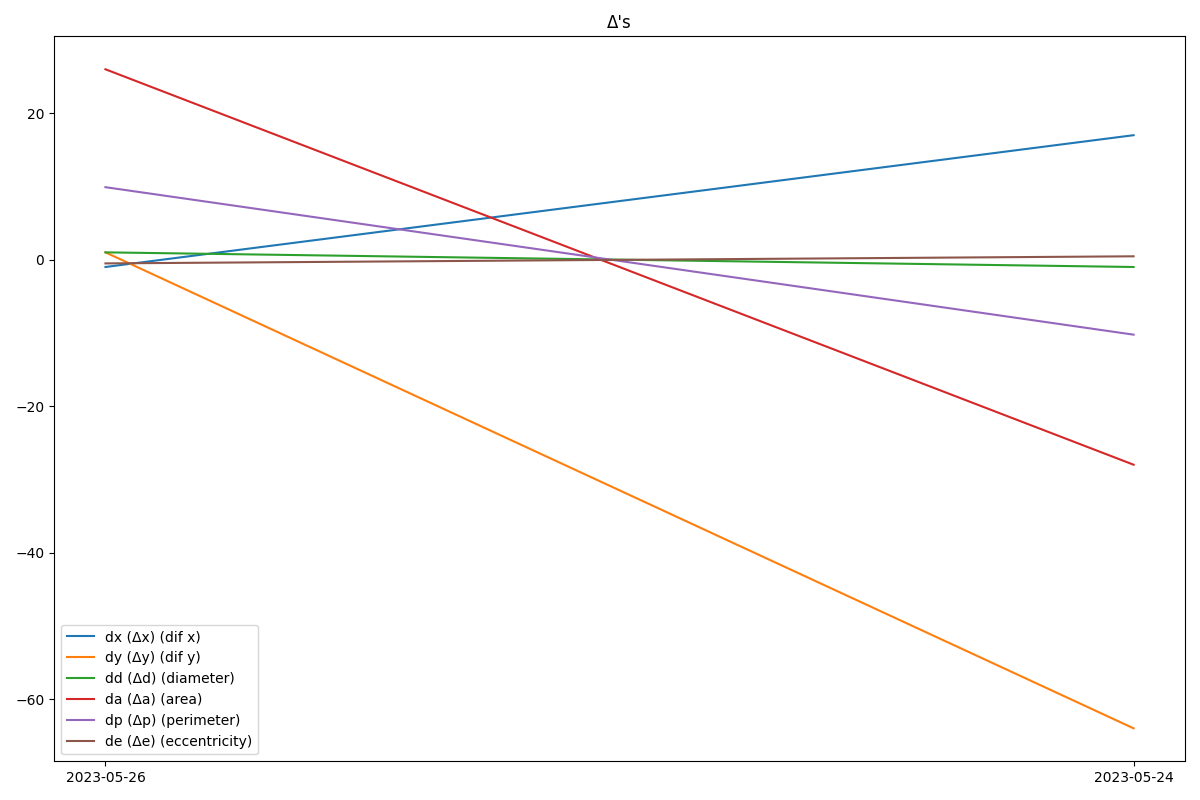 Δ's
20
0
−20
−40
−60
dx (Δx) (dif x)
dy (Δy) (dif y)
dd (Δd) (diameter)
da (Δa) (area)
dp (Δp) (perimeter)
de (Δe) (eccentricity)
2023-05-26
2023-05-24